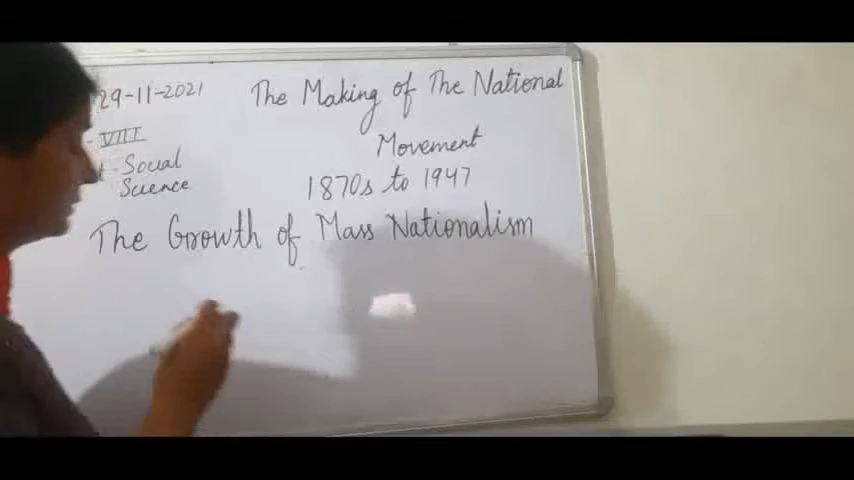 29-11-2021
The Making of The National
- VIII
Movement
Social
Science
1870s to 1947
The Growth of Mass Nationalism